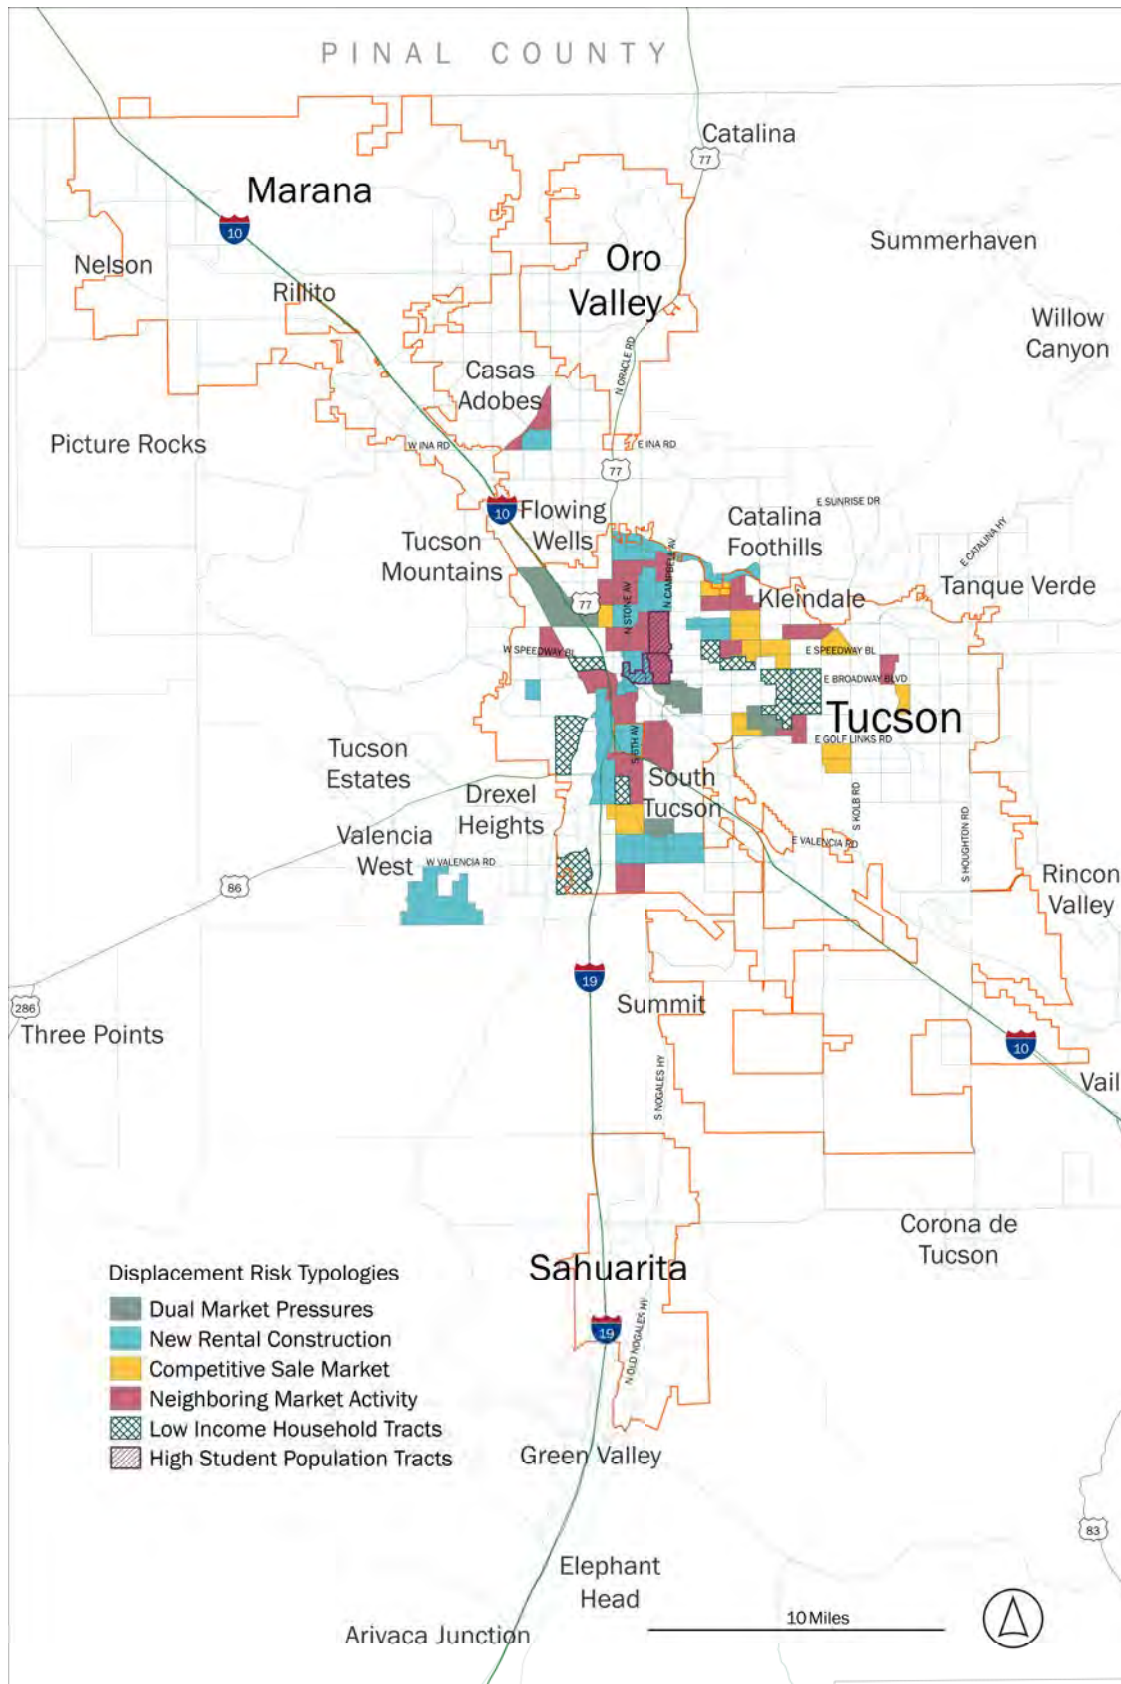 PINAL COUNTY
Catalina
77
Marana
10
Summerhaven
Oro
Valley
Nelson
Rillito
Willow
Canyon
N ORACLE RD
Casas
Adobes
Picture Rocks
W INA RD
E INA RD
77
10
Flowing
Wells
E SUNRISE DR
Catalina
Foothills
E CATALINA HY
Tucson
Mountains
N CAMPBELL AV
Tanque Verde
77
N STONE AV
Kleindale
W SPEEDWAY BL
E SPEEDWAY BL
E BROADWAY BLVD
Tucson
S 6TH AV
E GOLF LINKS RD
Tucson
Estates
South
Tucson
Drexel
Heights
S KOLB RD
S HOUGHTON RD
Valencia
West
W VALENCIA RD
E VALENCIA RD
86
Rincon
Valley
19
286
Summit
Three Points
10
Vail
S NOGALES HY
Corona de
Tucson
Sahuarita
19
N OLD NOGALES HY
Displacement Risk Typologies
Dual Market Pressures
New Rental Construction
Competitive Sale Market
Neighboring Market Activity
Low Income Household Tracts
High Student Population Tracts
Green Valley
83
Elephant
Head
10 Miles
Arivaca Junction